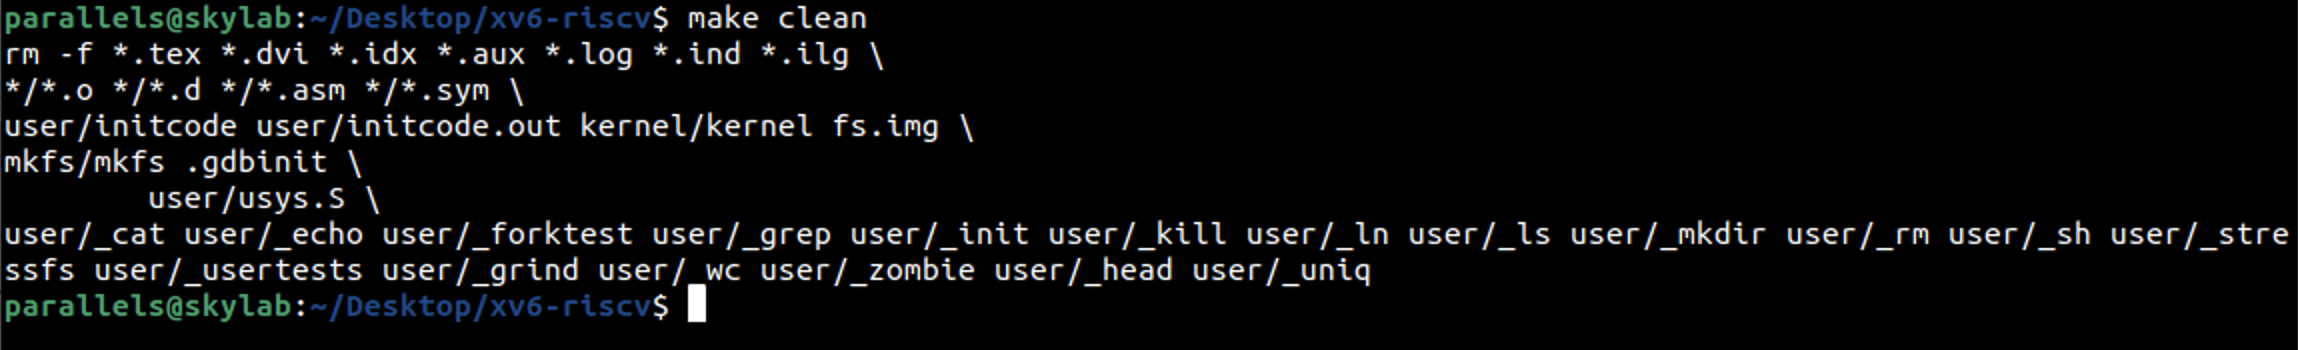 parallels@skylab:~/Desktop/xv6-riscv$ make clean
rm -f *.tex *.dvi *.idx *.aux *.log *.ind *.ilg \
*/*.o */*.d */*.asm */*.sym \
user/initcode user/initcode.out kernel/kernel fs.img \
mkfs/mkfs .gdbinit \
        user/usys.S \
user/_cat user/_echo user/_forktest user/_grep user/_init user/_kill user/_ln user/_ls user/_mkdir user/_rm user/_sh user/_stre
ssfs user/_usertests user/_grind user/_wc user/_zombie user/_head user/_uniq
parallels@skylab:~/Desktop/xv6-riscv$